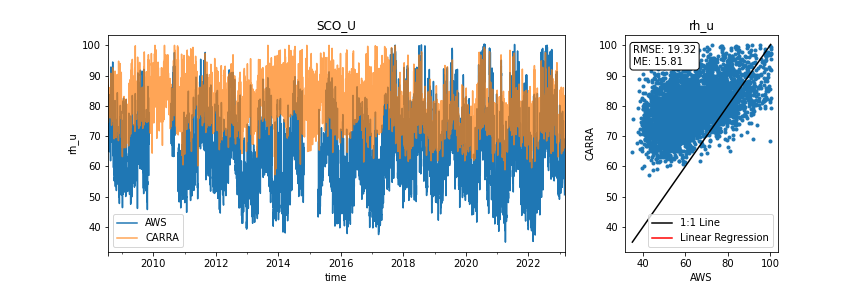 SCO_U
rh_u
100
90
80
70
60
50
40
rh_u
AWS
CARRA
2010
2012
2014
2016
2018
2020
2022
time
rh_u
RMSE: 19.32
ME: 15.81
100
90
80
70
60
50
40
CARRA
1:1 Line
Linear Regression
40
60
80
100
AWS